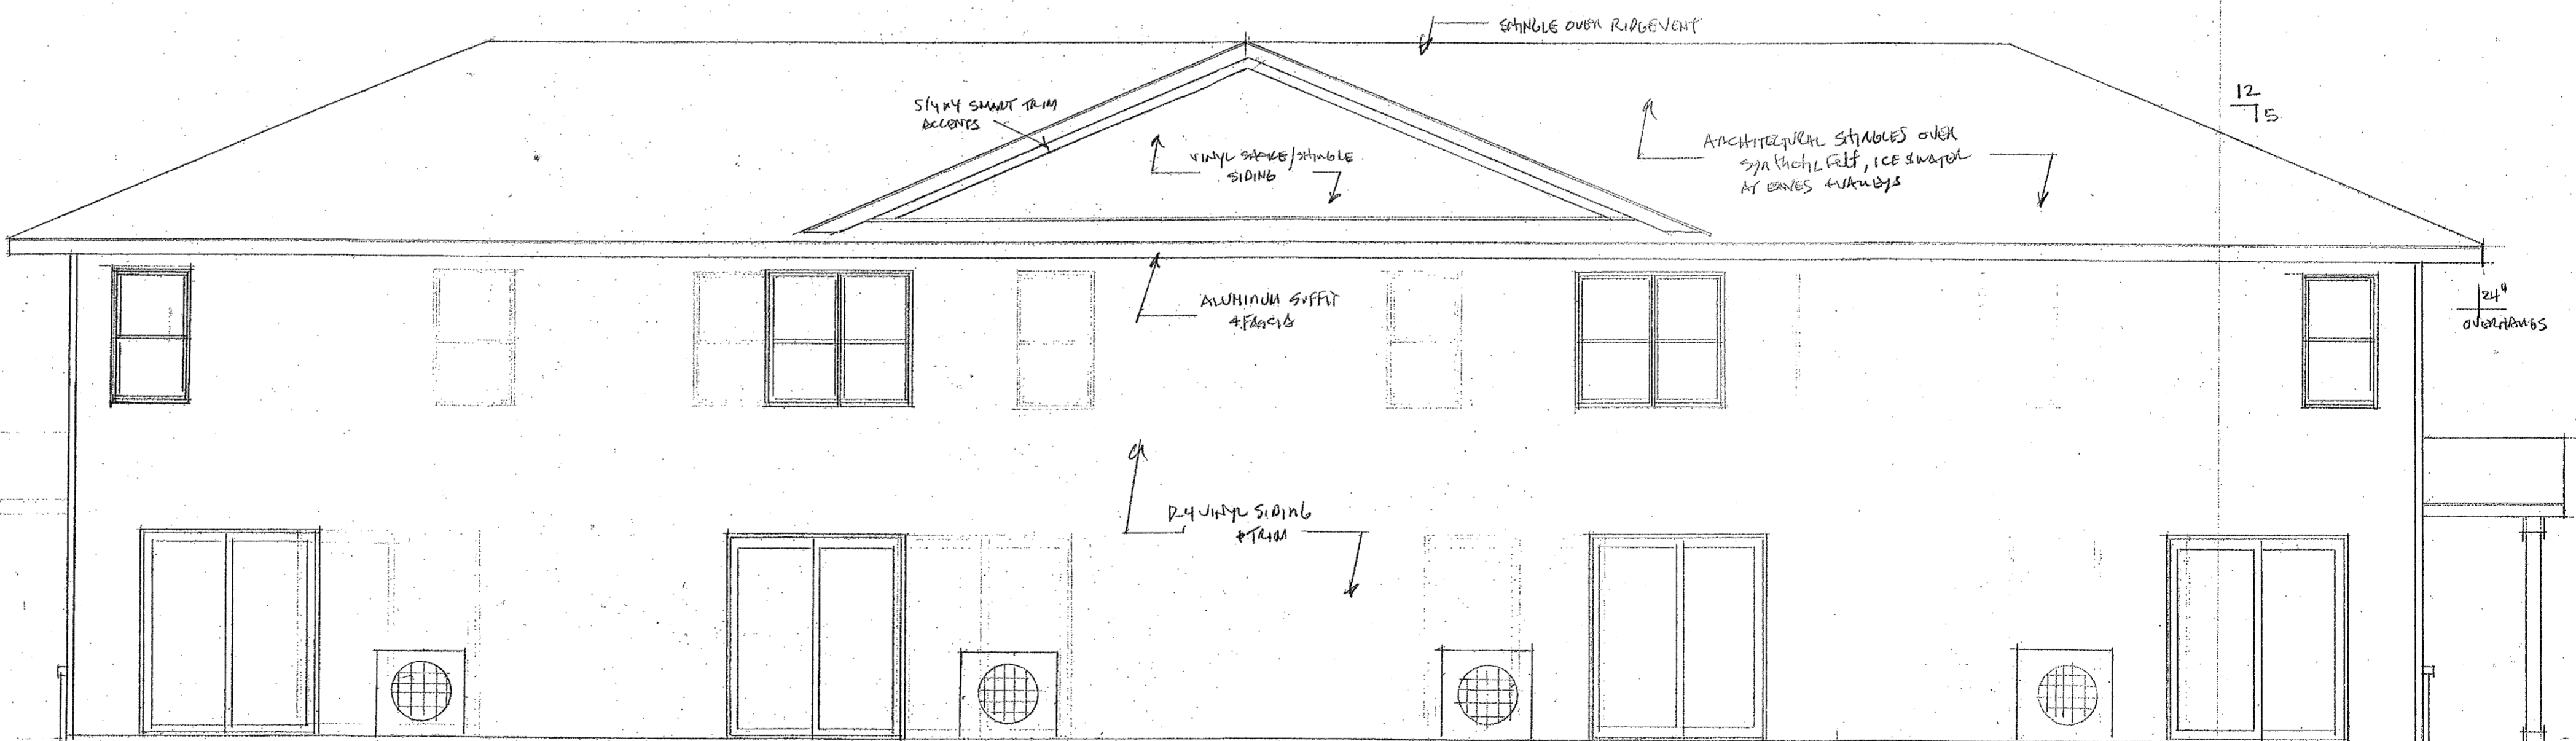 SHINGLE OVER RIDGEVENT
12
5
5/4x4 SMART TRIM
ACCENTS
VINYL SHAKE/SHINGLE
SIDING
ARCHITECTURAL SHINGLES OVER
Synthetic Felt, ICE & WATER
AT EAVES & VALLEYS
ALUMINUM SOFFIT
& FASCIA
24"
OVERHANGS
D-4 VINYL SIDING
& TRIM